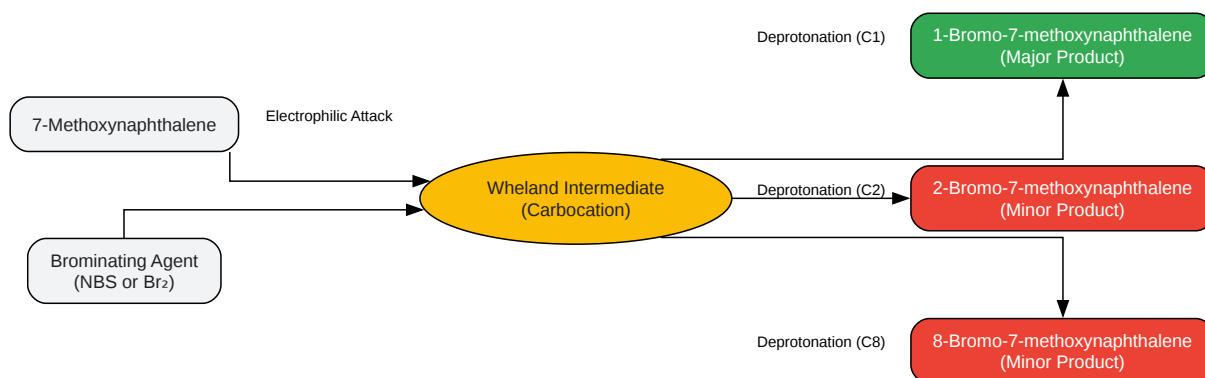 7-Methoxynaphthalene
Brominating Agent
(NBS or Br₂)
Electrophilic Attack
Wheland Intermediate
(Carbocation)
Deprotonation (C1)
1-Bromo-7-methoxynaphthalene
(Major Product)
Deprotonation (C2)
2-Bromo-7-methoxynaphthalene
(Minor Product)
Deprotonation (C8)
8-Bromo-7-methoxynaphthalene
(Minor Product)